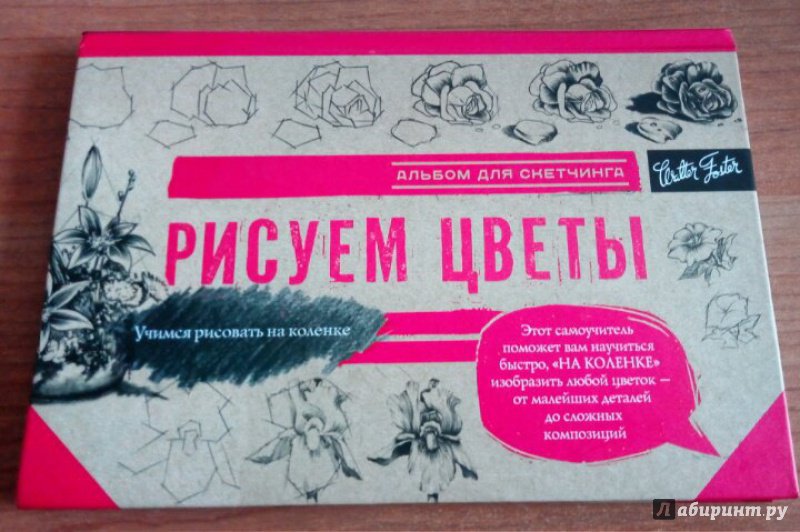 АЛЬБОМ ДЛЯ СКЕТЧИНГА
Walter Foster
РИСУЕМ ЦВЕТЫ
Учимся рисовать на коленке
Этот самоучитель
поможет вам научиться
быстро, «НА КОЛЕНКЕ»
изобразить любой цветок —
от малейших деталей
до сложных
композиций
Лабиринт.ру